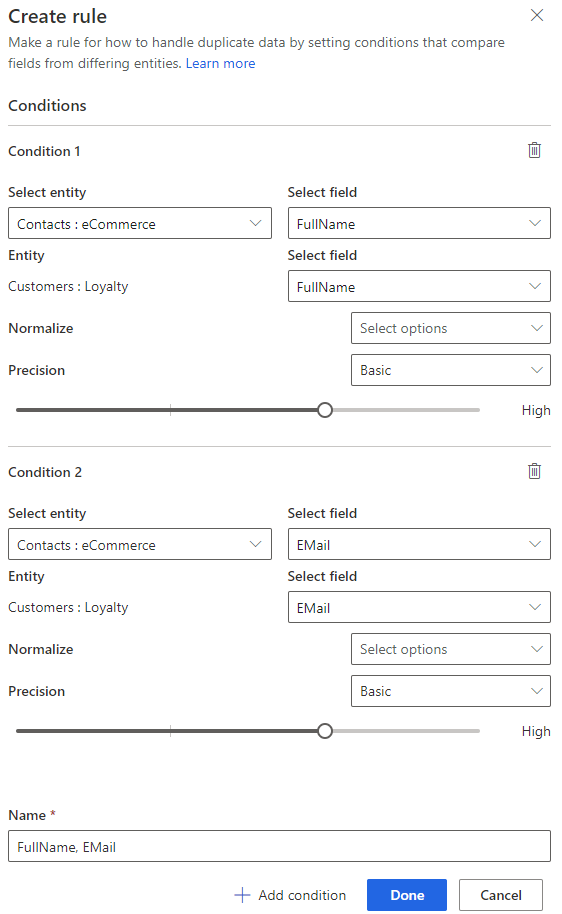 Create rule
Make a rule for how to handle duplicate data by setting conditions that compare
fields from differing entities. Learn more
Conditions
Condition 1
Select entity
Select field
Contacts : eCommerce
FullName
Entity
Select field
Customers : Loyalty
FullName
Normalize
Select options
Precision
Basic
High
Condition 2
Select entity
Select field
Contacts : eCommerce
EMail
Entity
Select field
Customers : Loyalty
EMail
Normalize
Select options
Precision
Basic
High
Name *
FullName, EMail
Add condition
Done
Cancel